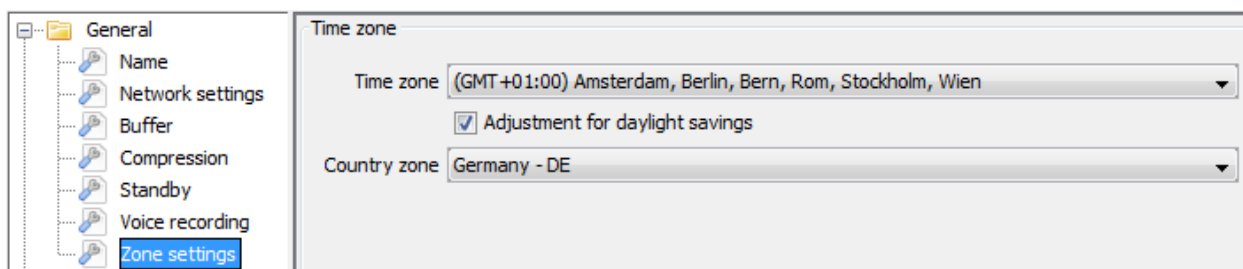 General
Name
Network settings
Buffer
Compression
Standby
Voice recording
Zone settings
Time zone
Time zone (GMT+01:00) Amsterdam, Berlin, Bern, Rom, Stockholm, Wien
Adjustment for daylight savings
Country zone Germany - DE